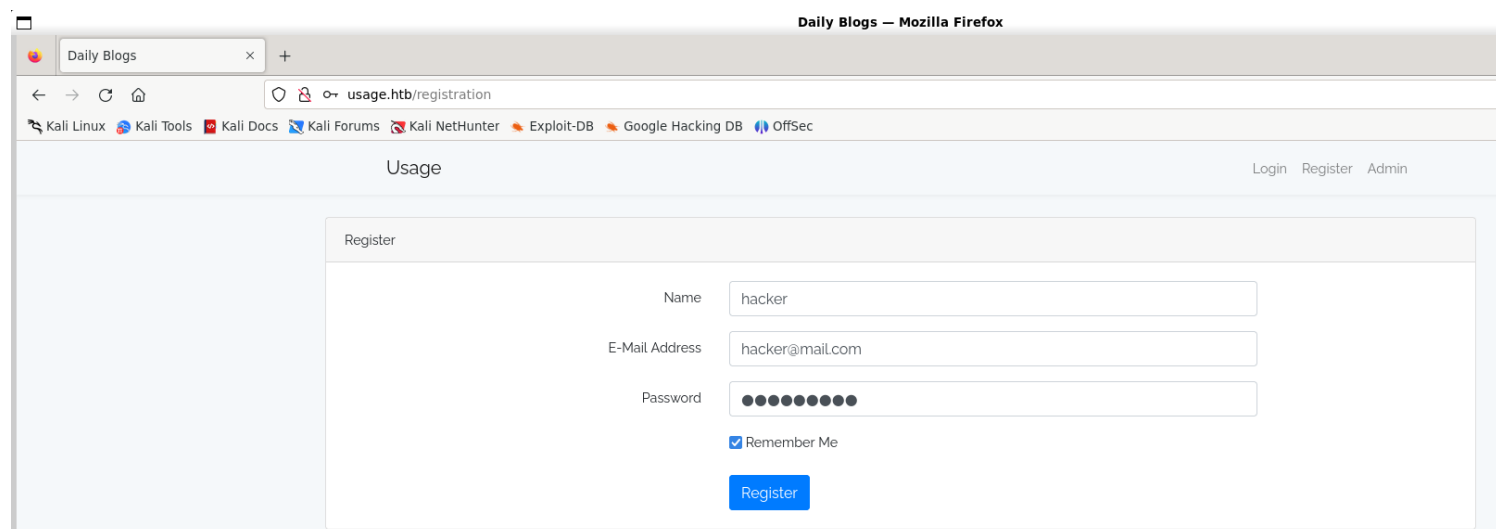 Daily Blogs — Mozilla Firefox
Daily Blogs
usage.htb/registration
Kali Linux Kali Tools Kali Docs Kali Forums Kali NetHunter Exploit-DB Google Hacking DB OffSec
Usage Login Register Admin
Register
Name hacker
E-Mail Address hacker@mail.com
Password
Remember Me
Register